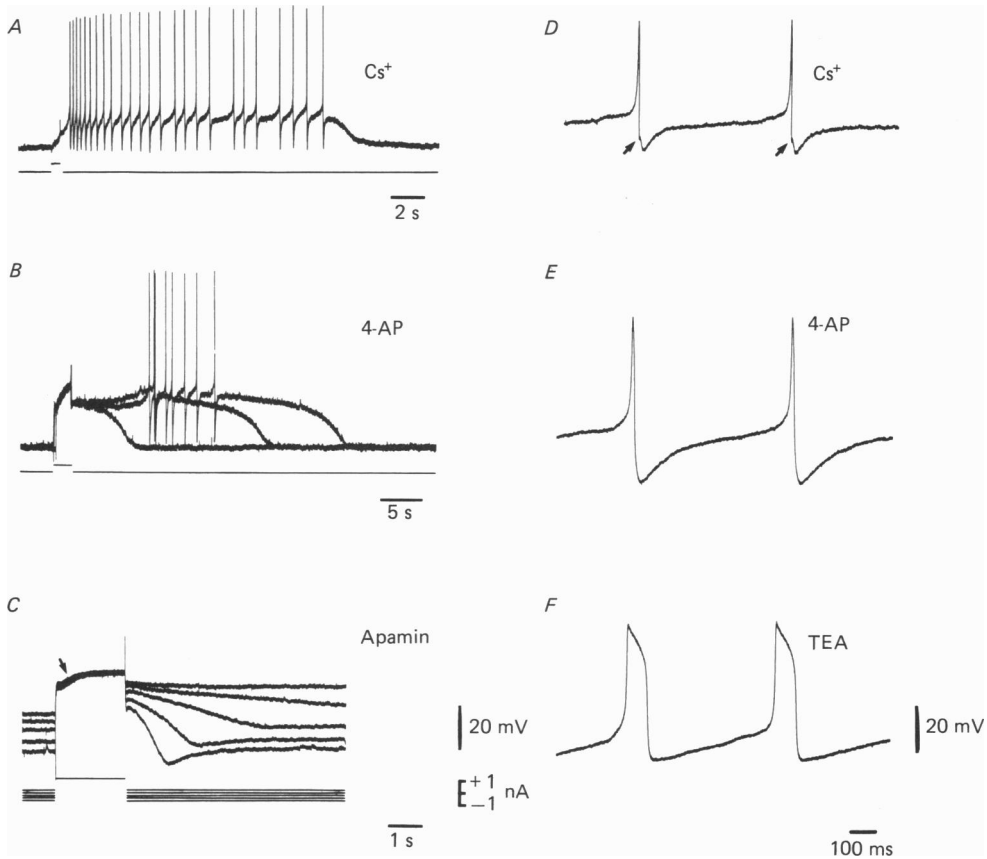 A
Cs+
2 s
B
4-AP
5 s
C
Apamin
20 mV
+1
−1 nA
1 s
D
Cs+
E
4-AP
F
TEA
20 mV
100 ms